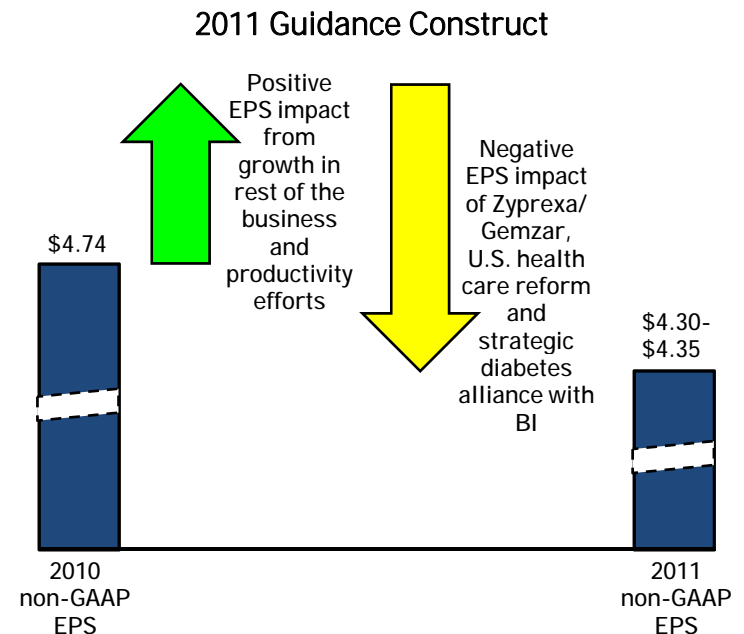 2011 Guidance Construct
Positive
EPS impact
from
growth in
rest of the
business
and
productivity
efforts
Negative
EPS impact
of Zyprexa/
Gemzar,
U.S. health
care reform
and
strategic
diabetes
alliance with
BI
$4.74
$4.30-
$4.35
2010
non-GAAP
EPS
2011
non-GAAP
EPS